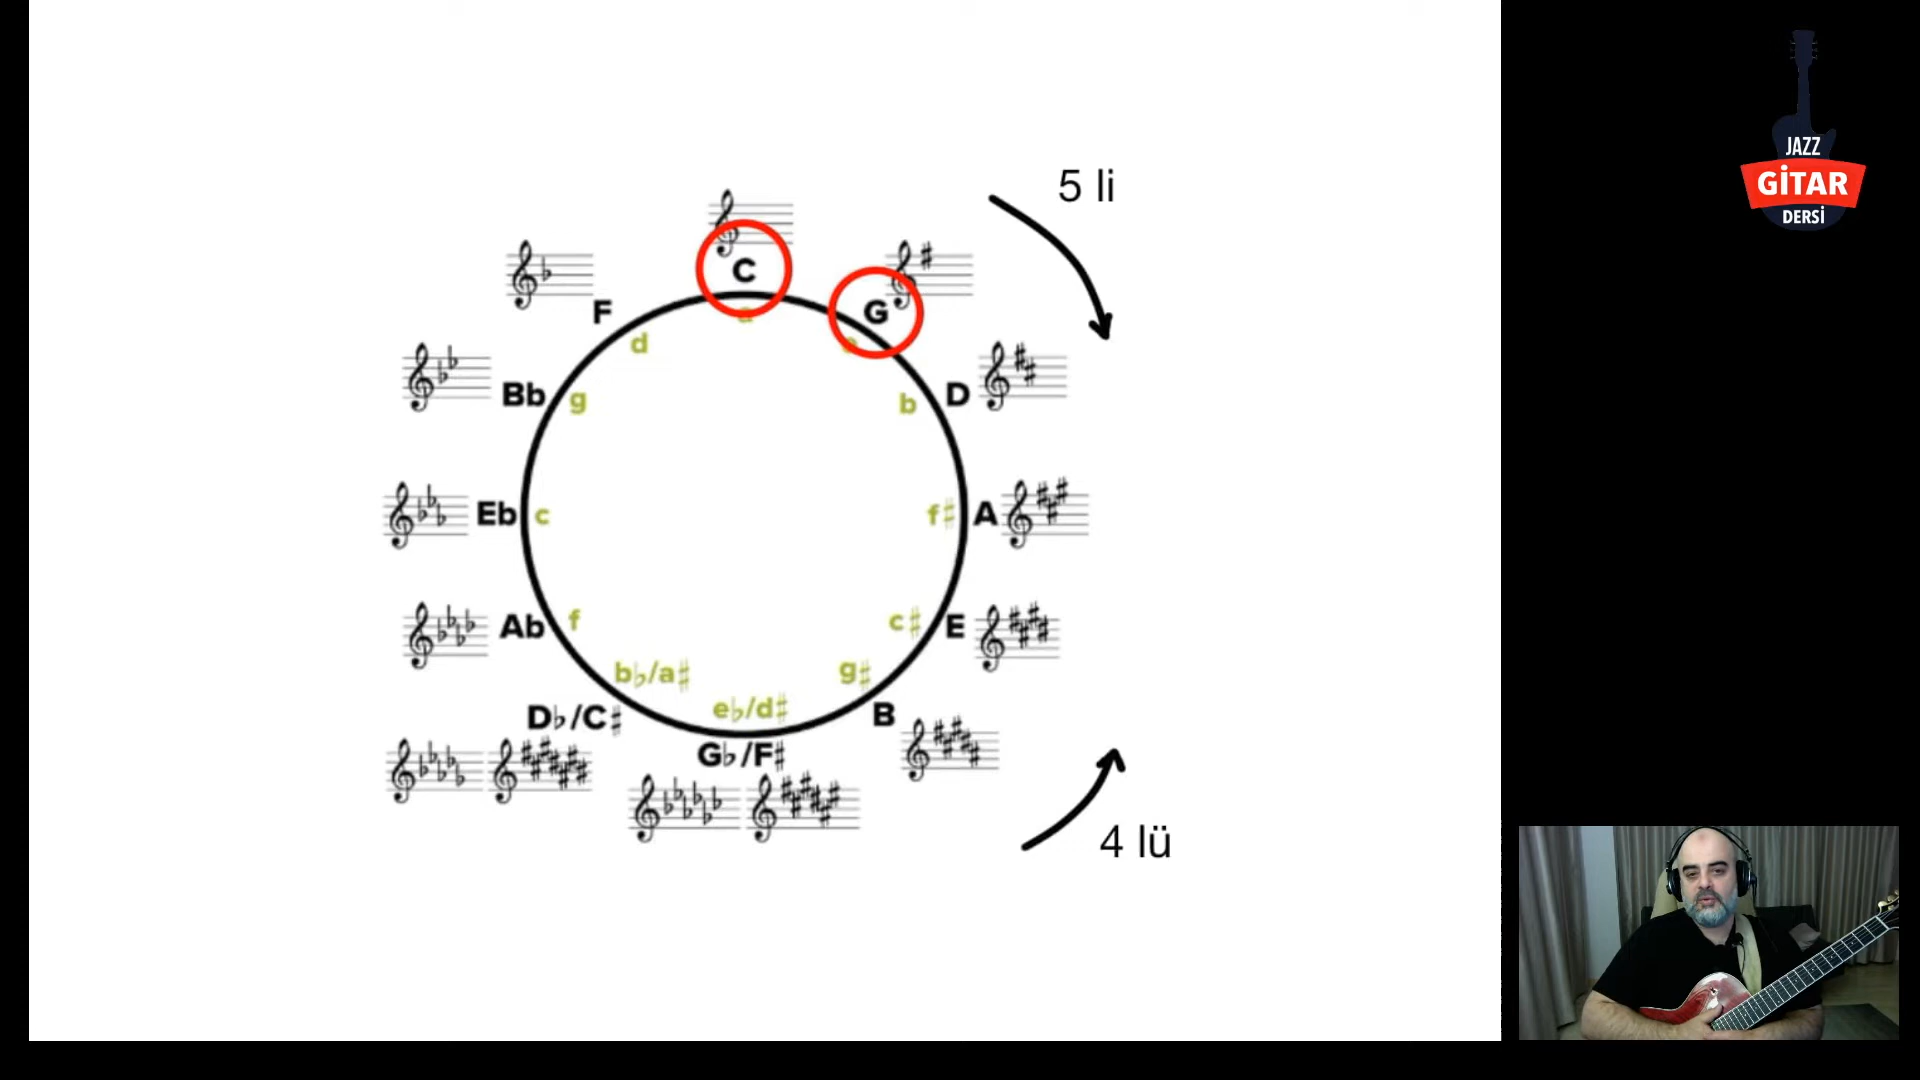 5 li
JAZZ
GİTAR
DERSİ
C
G
F
d
D
Bb
g
b
Eb
c
f♯
A
Ab
f
c♯
E
b♭/a♯
g♯
e♭/d♯
D♭/C♯
B
G♭/F♯
4 lü